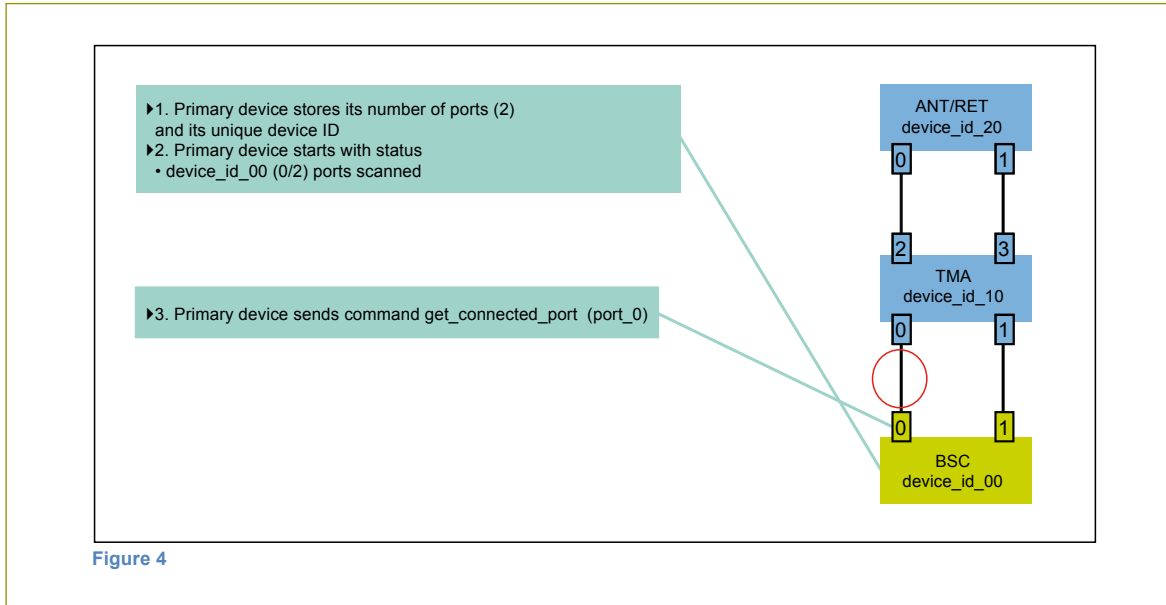 ▸1. Primary device stores its number of ports (2)
and its unique device ID
▸2. Primary device starts with status
• device_id_00 (0/2) ports scanned
▸3. Primary device sends command get_connected_port (port_0)
ANT/RET
device_id_20
0 1
2 3
TMA
device_id_10
0 1
0 1
BSC
device_id_00
Figure 4